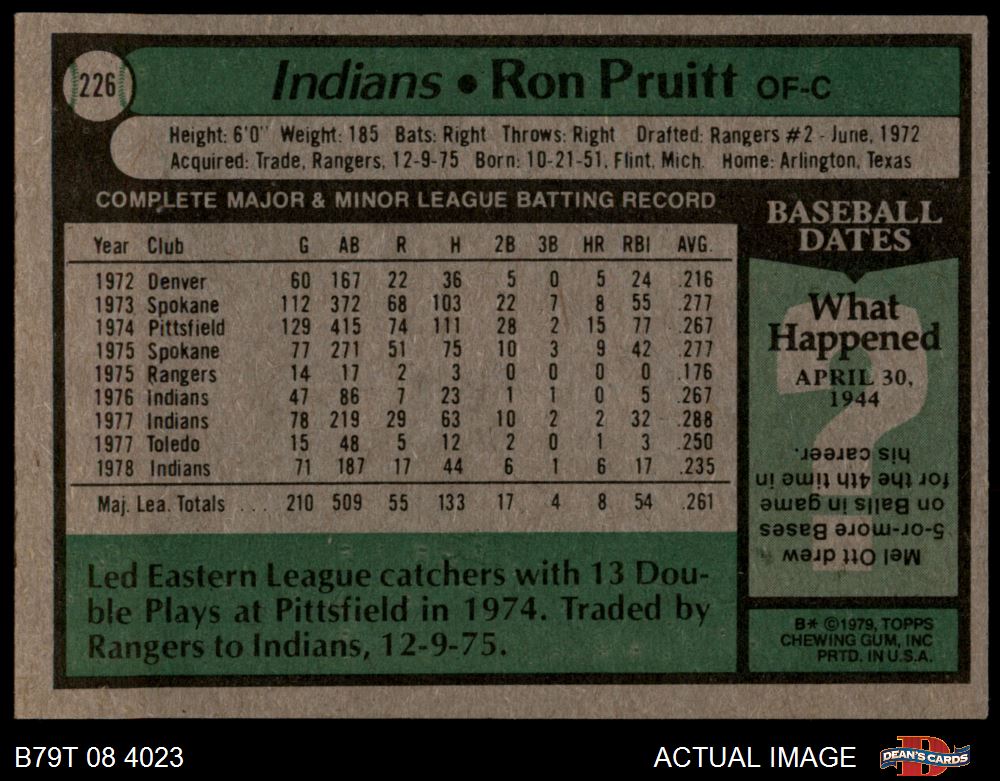 226
Indians • Ron Pruitt OF-C
Height: 6'0" Weight: 185 Bats: Right Throws: Right Drafted: Rangers #2 - June, 1972
Acquired: Trade, Rangers, 12-9-75 Born: 10-21-51, Flint, Mich. Home: Arlington, Texas
COMPLETE MAJOR & MINOR LEAGUE BATTING RECORD
Year Club G AB R H 2B 3B HR RBI AVG.
1972 Denver 60 167 22 36 5 0 5 24 .216
1973 Spokane 112 372 68 103 22 7 8 55 .277
1974 Pittsfield 129 415 74 111 28 2 15 77 .267
1975 Spokane 77 271 51 75 10 3 9 42 .277
1975 Rangers 14 17 2 3 0 0 0 0 .176
1976 Indians 47 86 7 23 1 1 0 5 .267
1977 Indians 78 219 29 63 10 2 2 32 .288
1977 Toledo 15 48 5 12 2 0 1 3 .250
1978 Indians 71 187 17 44 6 1 6 17 .235
Maj. Lea. Totals . . . 210 509 55 133 17 4 8 54 .261
Led Eastern League catchers with 13 Dou-
ble Plays at Pittsfield in 1974. Traded by
Rangers to Indians, 12-9-75.
BASEBALL
DATES
What
Happened
APRIL 30,
1944
Mel Ott drew
5-or-more Bases
on Balls in game
for the 4th time in
his career.
B* ©1979, TOPPS
CHEWING GUM, INC
PRTD. IN U.S.A.
B79T 08 4023
ACTUAL IMAGE
DEAN'S CARDS